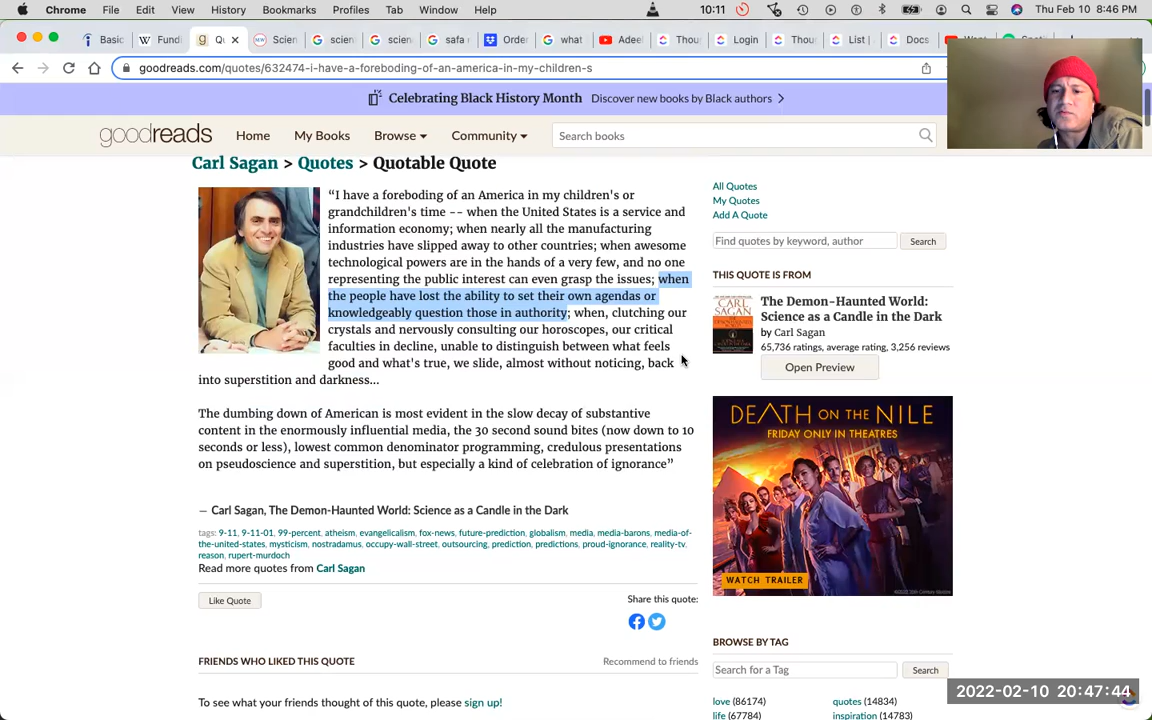 Chrome File Edit View History Bookmarks Profiles Tab Window Help 10:11 Thu Feb 10 8:46 PM
Basic Fundi Qu Scien scien scienc safa Order what Adeel Thoug Login Thour List | Docs
goodreads.com/quotes/632474-i-have-a-foreboding-of-an-america-in-my-children-s
Celebrating Black History Month Discover new books by Black authors
goodreads Home My Books Browse Community Search books
Carl Sagan > Quotes > Quotable Quote
“I have a foreboding of an America in my children's or
grandchildren's time -- when the United States is a service and
information economy; when nearly all the manufacturing
industries have slipped away to other countries; when awesome
technological powers are in the hands of a very few, and no one
representing the public interest can even grasp the issues; when
the people have lost the ability to set their own agendas or
knowledgeably question those in authority; when, clutching our
crystals and nervously consulting our horoscopes, our critical
faculties in decline, unable to distinguish between what feels
good and what's true, we slide, almost without noticing, back
into superstition and darkness...
The dumbing down of American is most evident in the slow decay of substantive
content in the enormously influential media, the 30 second sound bites (now down to 10
seconds or less), lowest common denominator programming, credulous presentations
on pseudoscience and superstition, but especially a kind of celebration of ignorance”
― Carl Sagan, The Demon-Haunted World: Science as a Candle in the Dark
tags: 9-11, 9-11-01, 99-percent, atheism, evangelicalism, fox-news, future-prediction, globalism, media, media-barons, media-of-
the-united-states, mysticism, nostradamus, occupy-wall-street, outsourcing, prediction, predictions, proud-ignorance, reality-tv,
reason, rupert-murdoch
Read more quotes from Carl Sagan
Like Quote
Share this quote:
FRIENDS WHO LIKED THIS QUOTE
Recommend to friends
To see what your friends thought of this quote, please sign up!
All Quotes
My Quotes
Add A Quote
Find quotes by keyword, author Search
THIS QUOTE IS FROM
The Demon-Haunted World:
Science as a Candle in the Dark
by Carl Sagan
65,736 ratings, average rating, 3,256 reviews
Open Preview
DEATH ON THE NILE
FRIDAY ONLY IN THEATRES
WATCH TRAILER
BROWSE BY TAG
Search for a Tag Search
love (86174) quotes (14834)
life (67784) inspiration (14783)
2022-02-10 20:47:44